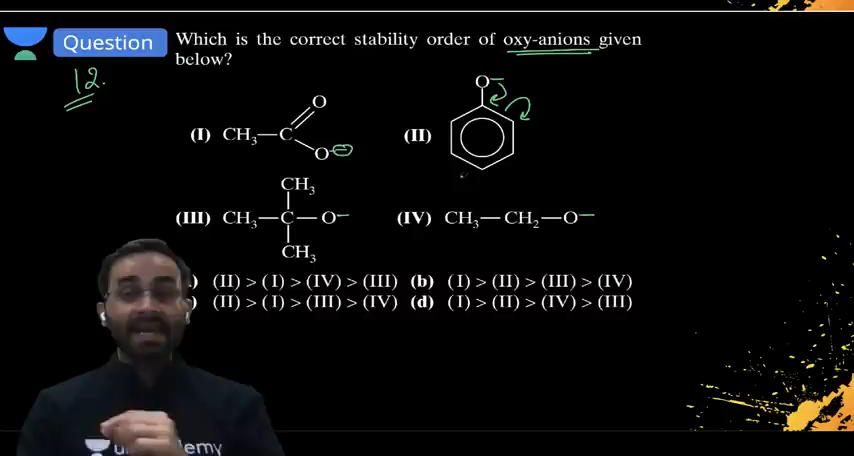 Question
12.
Which is the correct stability order of oxy-anions given
below?
(I) CH₃—C
O
O⊖
(II)
O−
(III) CH₃—C—O−
CH₃
CH₃
(IV) CH₃—CH₂—O−
) (II) > (I) > (IV) > (III) (b) (I) > (II) > (III) > (IV)
) (II) > (I) > (III) > (IV) (d) (I) > (II) > (IV) > (III)